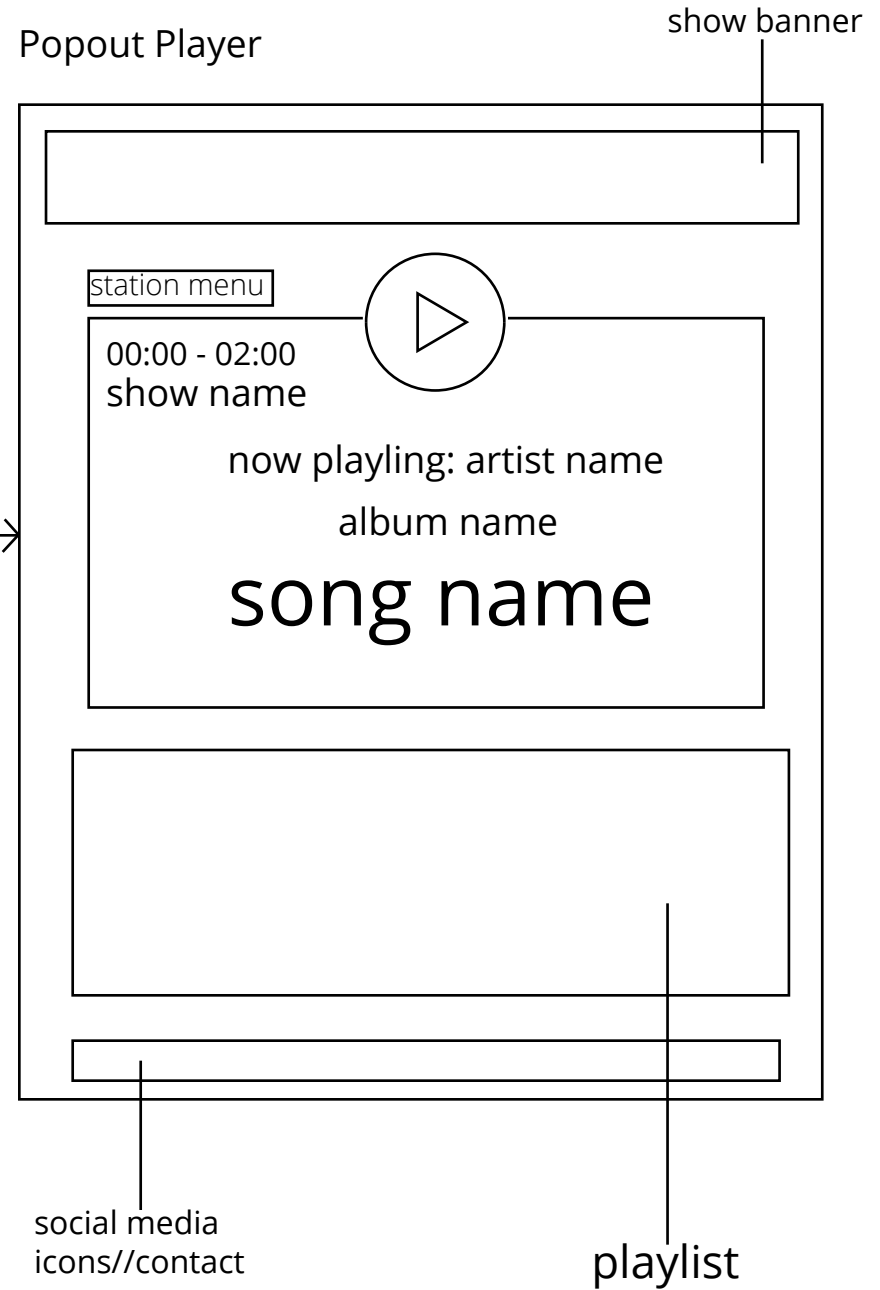 show banner
Popout Player
station menu
00:00 - 02:00
show name
now playling: artist name
album name
song name
social media
icons//contact
playlist